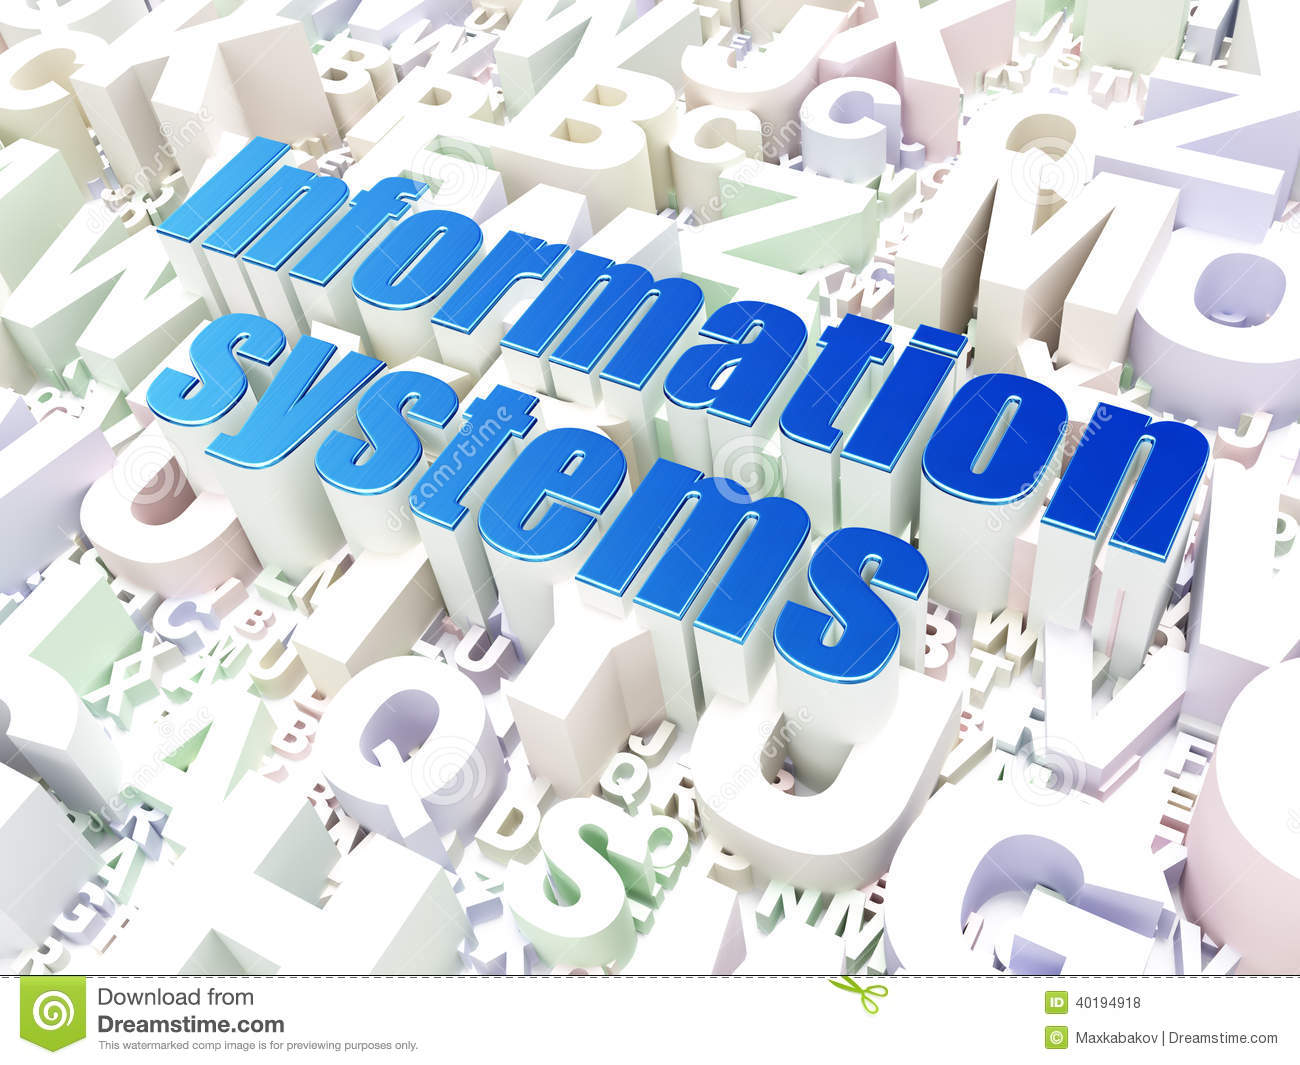 Information
systems
Download from
Dreamstime.com
This watermarked comp image is for previewing purposes only.
ID 40194918
© Maxkabakov | Dreamstime.com